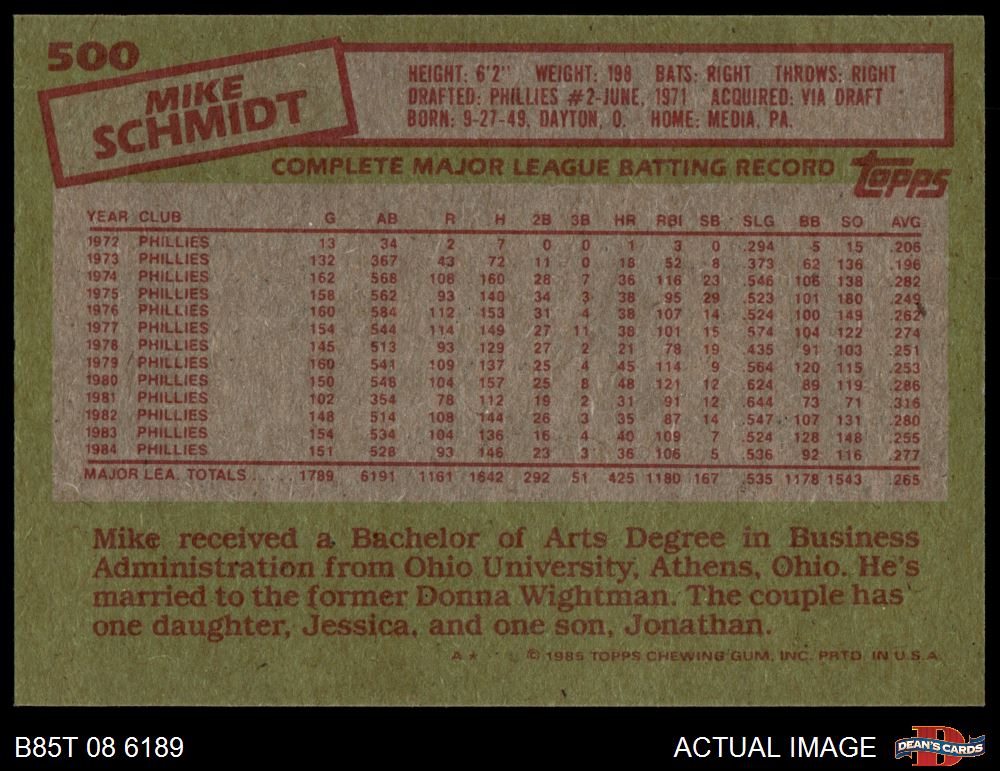 500
MIKE
SCHMIDT
HEIGHT: 6'2" WEIGHT: 198 BATS: RIGHT THROWS: RIGHT
DRAFTED: PHILLIES #2-JUNE, 1971 ACQUIRED: VIA DRAFT
BORN: 9-27-49, DAYTON, O. HOME: MEDIA, PA.
COMPLETE MAJOR LEAGUE BATTING RECORD
TOPPS
YEAR CLUB G AB R H 2B 3B HR RBI SB SLG BB SO AVG
1972 PHILLIES 13 34 2 7 0 0 1 3 0 .294 5 15 .206
1973 PHILLIES 132 367 43 72 11 0 18 52 8 .373 62 136 .196
1974 PHILLIES 162 568 108 160 28 7 36 116 23 .546 106 138 .282
1975 PHILLIES 158 562 93 140 34 3 38 95 29 .523 101 180 .249
1976 PHILLIES 160 584 112 153 31 4 38 107 14 .524 100 149 .262
1977 PHILLIES 154 544 114 149 27 11 38 101 15 .574 104 122 .274
1978 PHILLIES 145 513 93 129 27 2 21 78 19 .435 91 103 .251
1979 PHILLIES 160 541 109 137 25 4 45 114 9 .564 120 115 .253
1980 PHILLIES 150 548 104 157 25 8 48 121 12 .624 89 119 .286
1981 PHILLIES 102 354 78 112 19 2 31 91 12 .644 73 71 .316
1982 PHILLIES 148 514 108 144 26 3 35 87 14 .547 107 131 .280
1983 PHILLIES 154 534 104 136 16 4 40 109 7 .524 128 148 .255
1984 PHILLIES 151 528 93 146 23 3 36 106 5 .536 92 116 .277
MAJOR LEA. TOTALS ..... 1789 6191 1161 1642 292 51 425 1180 167 .535 1178 1543 .265
Mike received a Bachelor of Arts Degree in Business
Administration from Ohio University, Athens, Ohio. He's
married to the former Donna Wightman. The couple has
one daughter, Jessica, and one son, Jonathan.
A * © 1985 TOPPS CHEWING GUM, INC. PRTD. IN U.S.A.
B85T 08 6189
ACTUAL IMAGE
DEAN'S CARDS